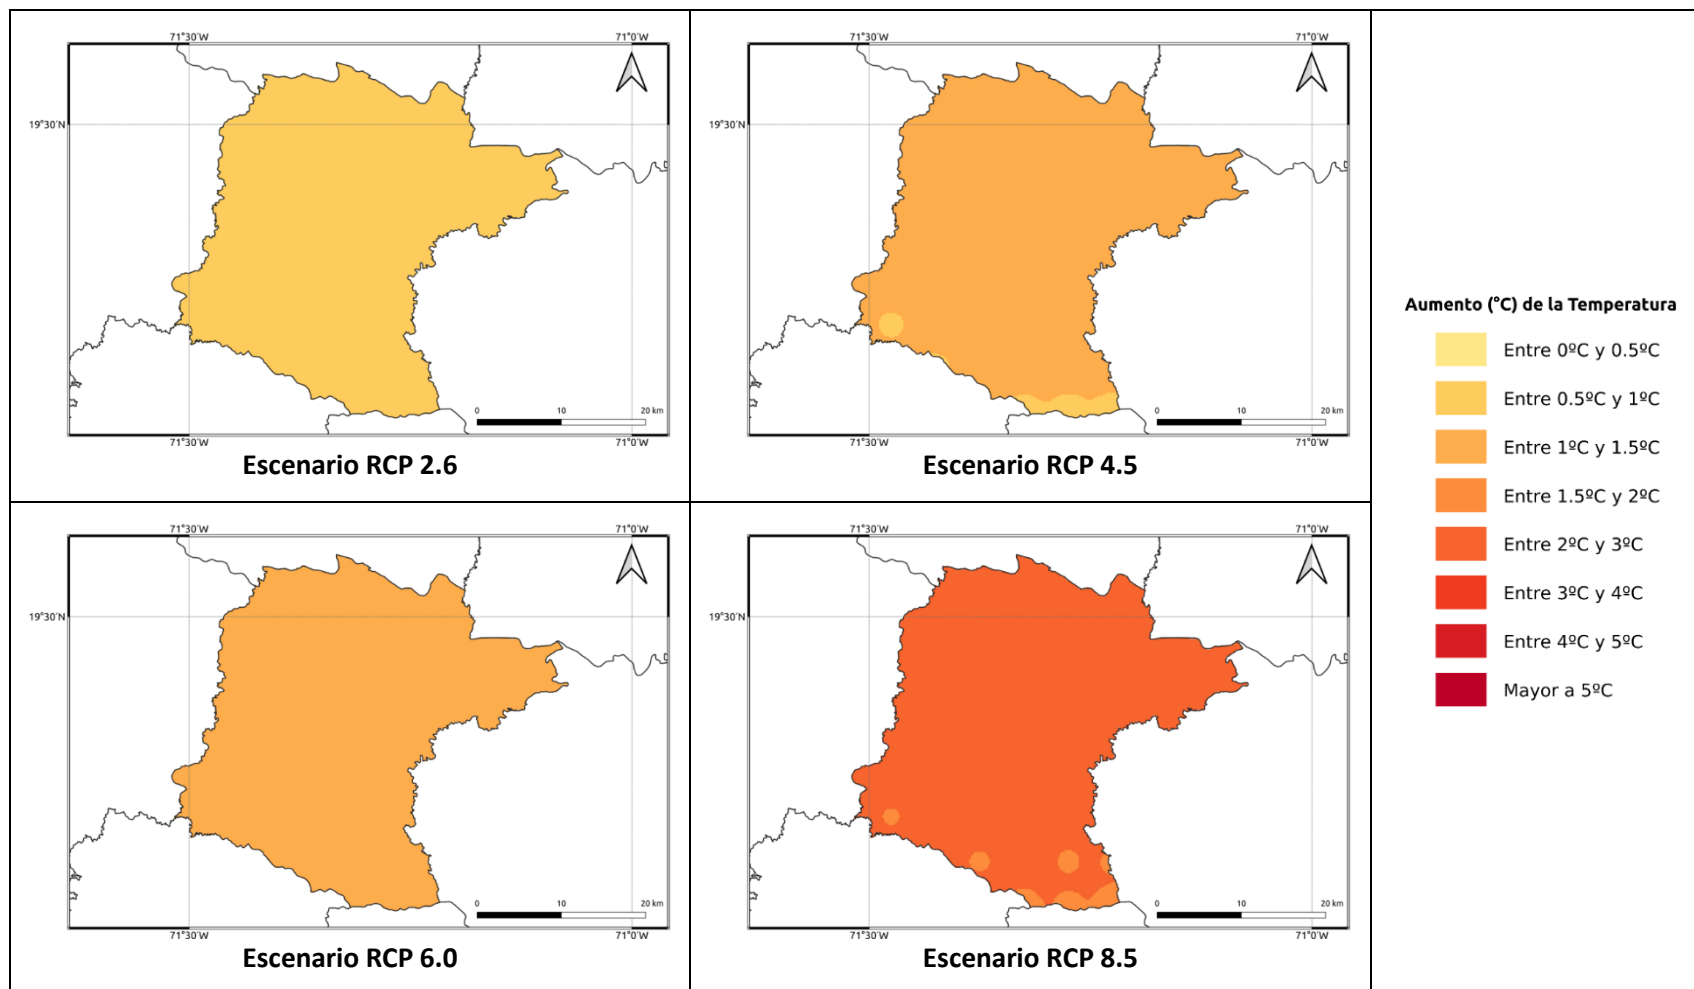 71°30'W 71°0'W
19°30'N
0 10 20 km
71°30'W 71°0'W
Escenario RCP 2.6
71°30'W 71°0'W
19°30'N
0 10 20 km
71°30'W 71°0'W
Escenario RCP 4.5
71°30'W 71°0'W
19°30'N
0 10 20 km
71°30'W 71°0'W
Escenario RCP 6.0
71°30'W 71°0'W
19°30'N
0 10 20 km
71°30'W 71°0'W
Escenario RCP 8.5
Aumento (°C) de la Temperatura
Entre 0ºC y 0.5ºC
Entre 0.5ºC y 1ºC
Entre 1ºC y 1.5ºC
Entre 1.5ºC y 2ºC
Entre 2ºC y 3ºC
Entre 3ºC y 4ºC
Entre 4ºC y 5ºC
Mayor a 5ºC